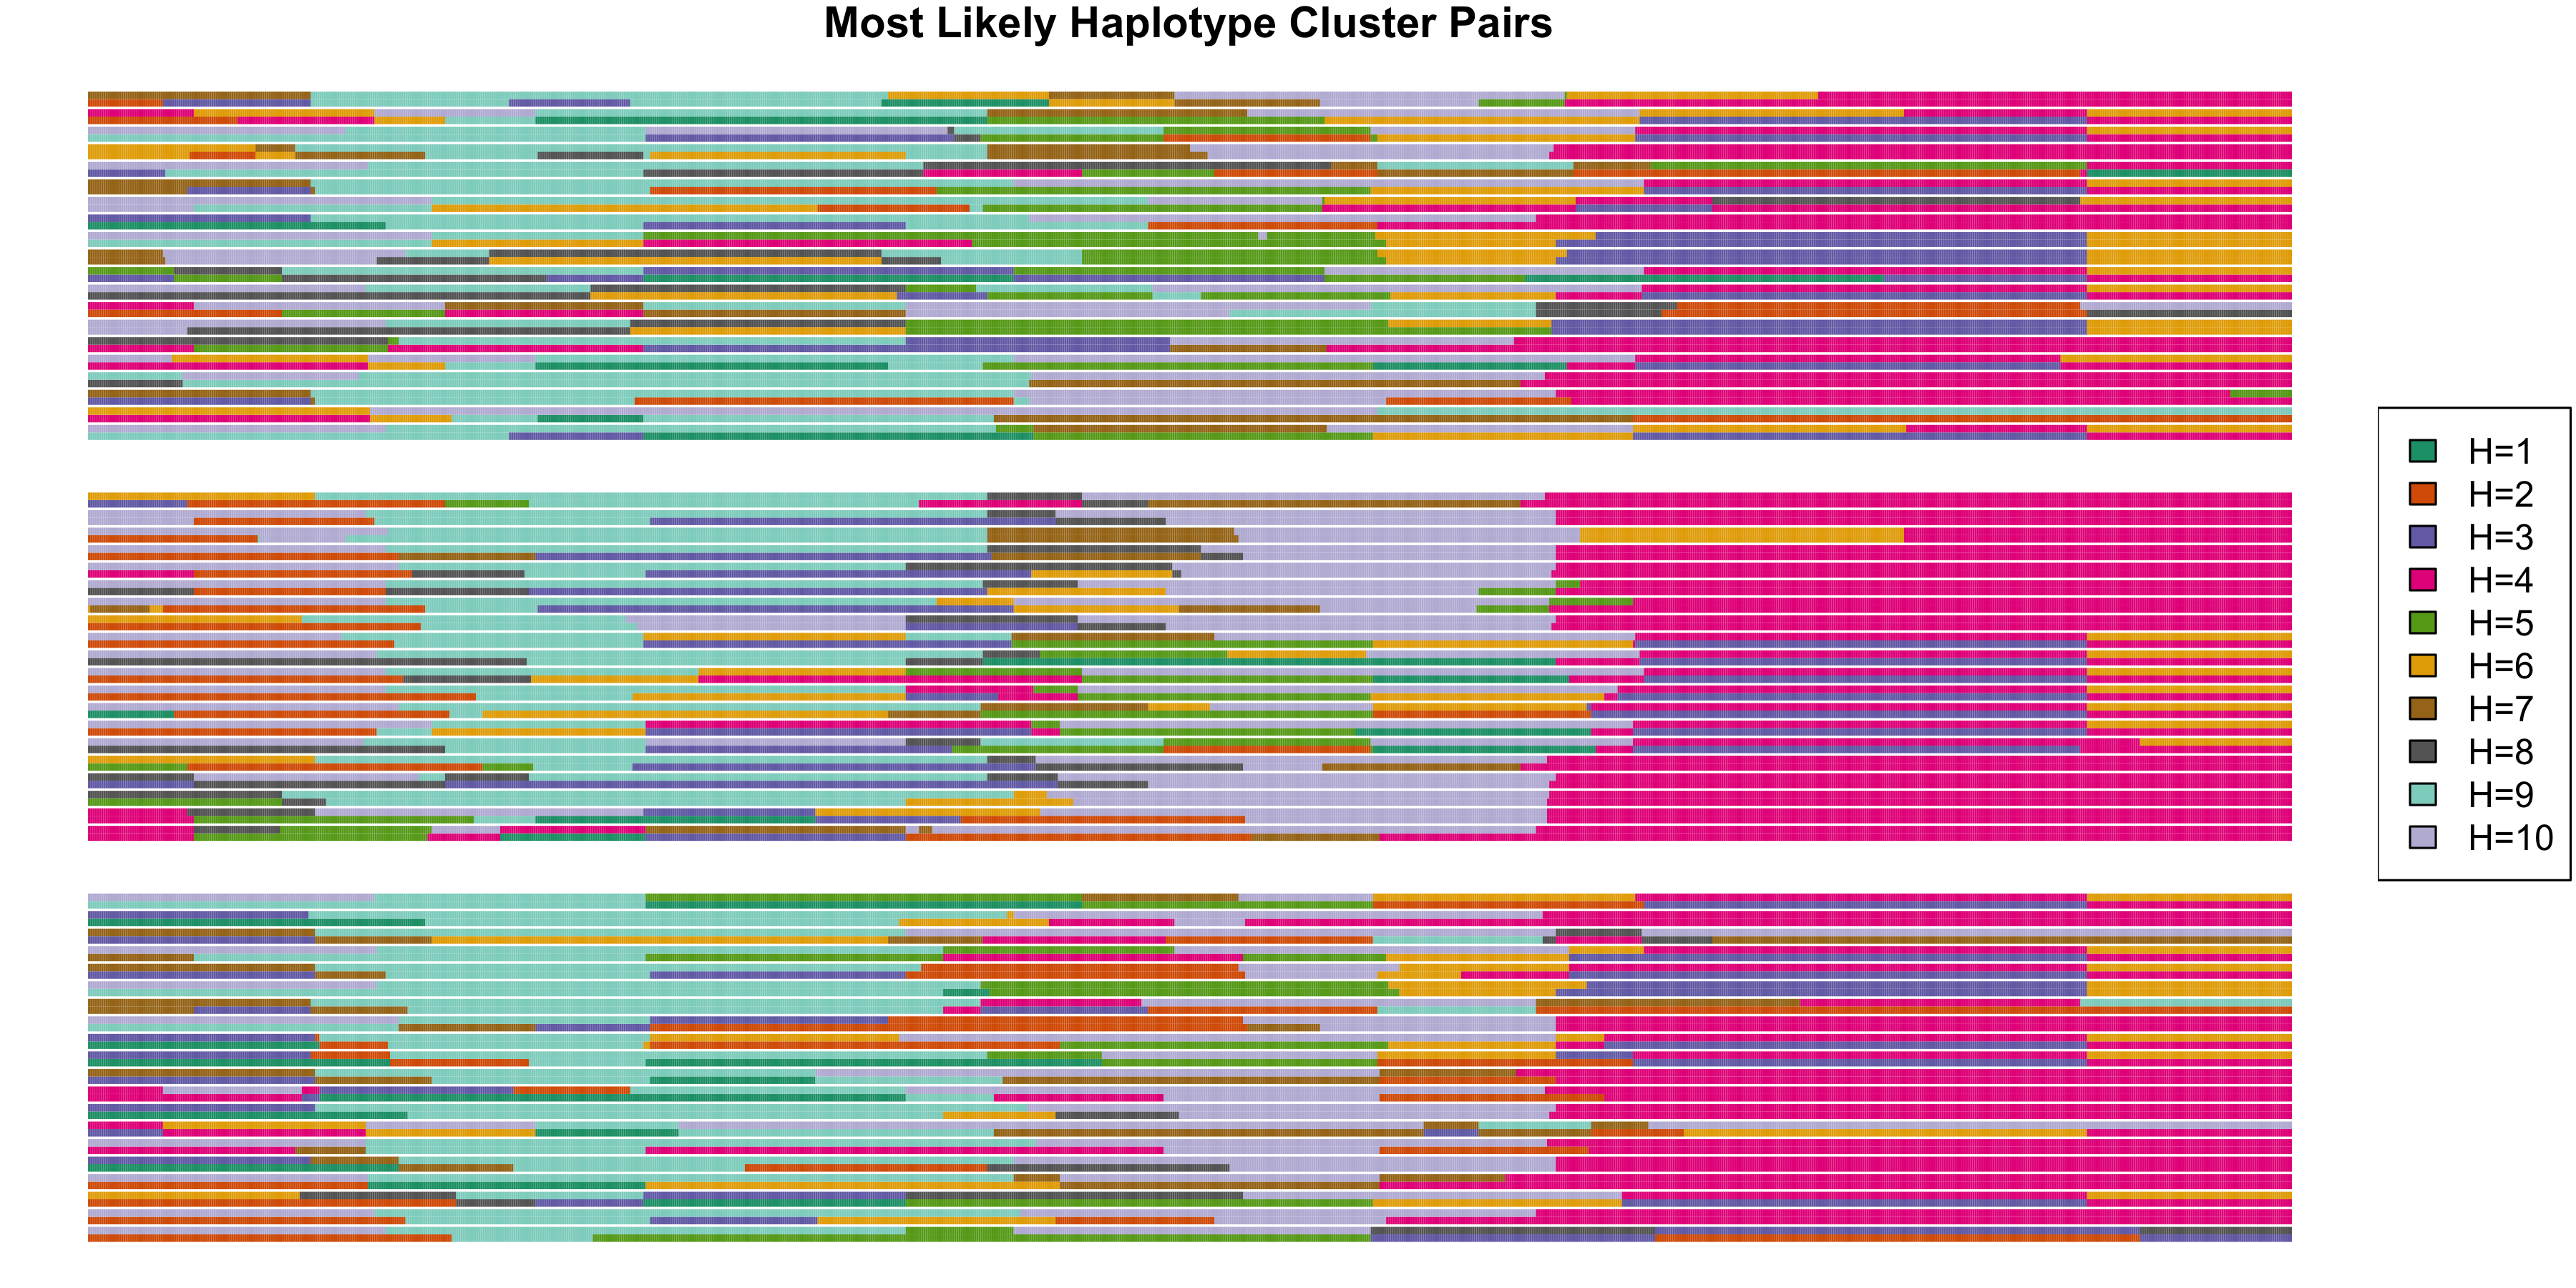 Most Likely Haplotype Cluster Pairs
H=1
H=2
H=3
H=4
H=5
H=6
H=7
H=8
H=9
H=10